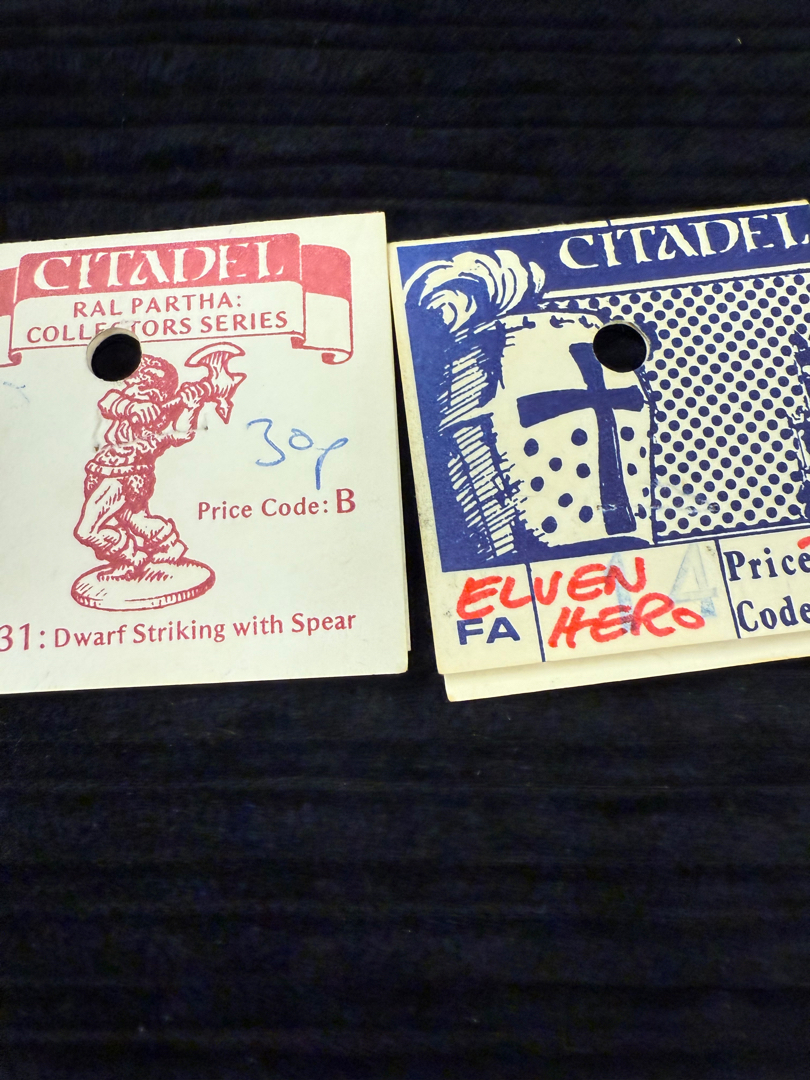 CITADEL
RAL PARTHA:
COLLECTORS SERIES
30p
Price Code: B
31: Dwarf Striking with Spear
CITADEL
ELVEN
HERO
FA
14
Price
Code